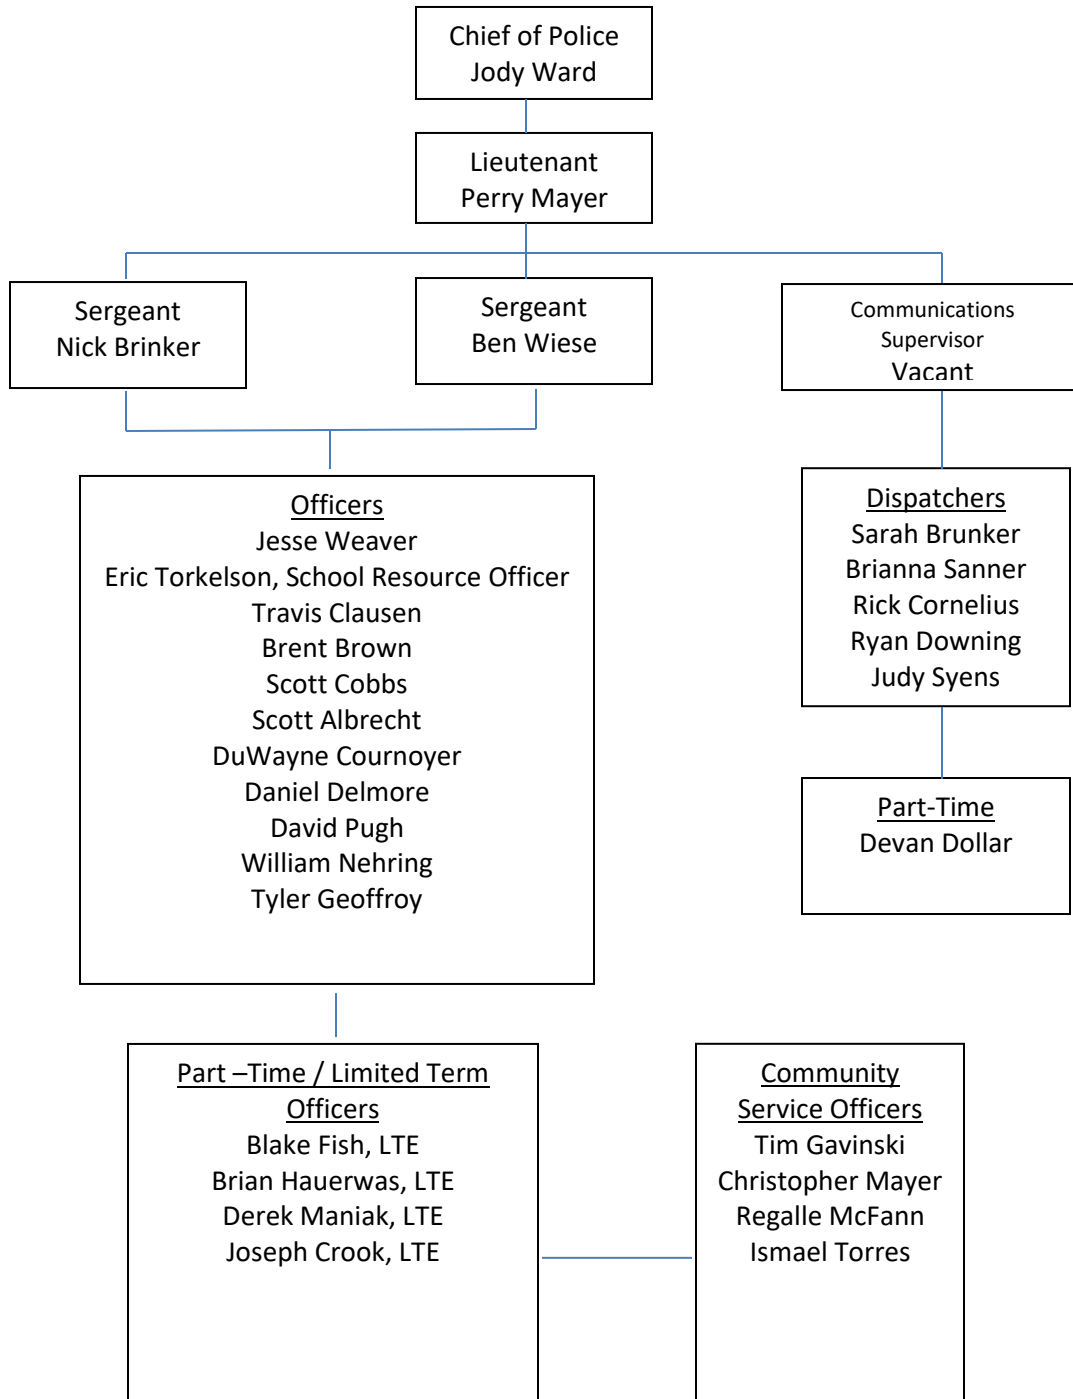 Chief of Police
Jody Ward
Lieutenant
Perry Mayer
Sergeant
Nick Brinker
Sergeant
Ben Wiese
Communications
Supervisor
Vacant
Officers
Jesse Weaver
Eric Torkelson, School Resource Officer
Travis Clausen
Brent Brown
Scott Cobbs
Scott Albrecht
DuWayne Cournoyer
Daniel Delmore
David Pugh
William Nehring
Tyler Geoffroy
Dispatchers
Sarah Brunker
Brianna Sanner
Rick Cornelius
Ryan Downing
Judy Syens
Part-Time
Devan Dollar
Part –Time / Limited Term
Officers
Blake Fish, LTE
Brian Hauerwas, LTE
Derek Maniak, LTE
Joseph Crook, LTE
Community
Service Officers
Tim Gavinski
Christopher Mayer
Regalle McFann
Ismael Torres